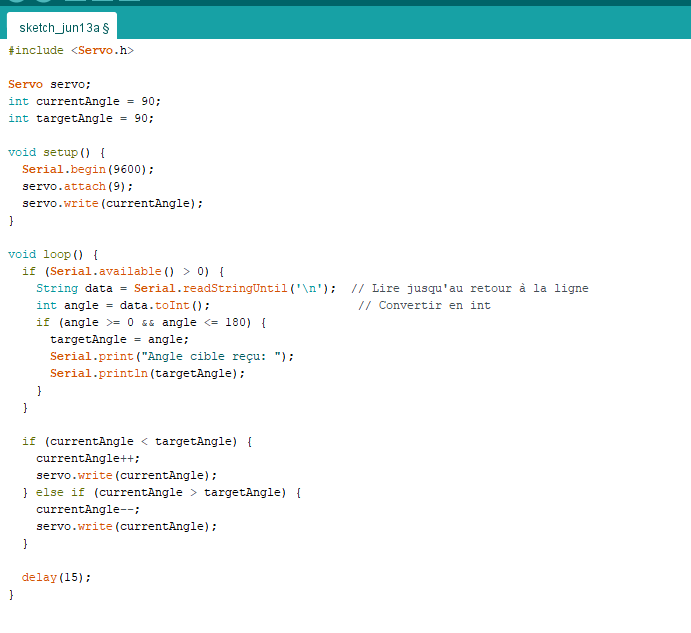 sketch_jun13a §
#include <Servo.h>
Servo servo;
int currentAngle = 90;
int targetAngle = 90;
void setup() {
  Serial.begin(9600);
  servo.attach(9);
  servo.write(currentAngle);
}
void loop() {
  if (Serial.available() > 0) {
    String data = Serial.readStringUntil('\n');  // Lire jusqu'au retour à la ligne
    int angle = data.toInt();                     // Convertir en int
    if (angle >= 0 && angle <= 180) {
      targetAngle = angle;
      Serial.print("Angle cible reçu: ");
      Serial.println(targetAngle);
    }
  }
  if (currentAngle < targetAngle) {
    currentAngle++;
    servo.write(currentAngle);
  } else if (currentAngle > targetAngle) {
    currentAngle--;
    servo.write(currentAngle);
  }
  delay(15);
}